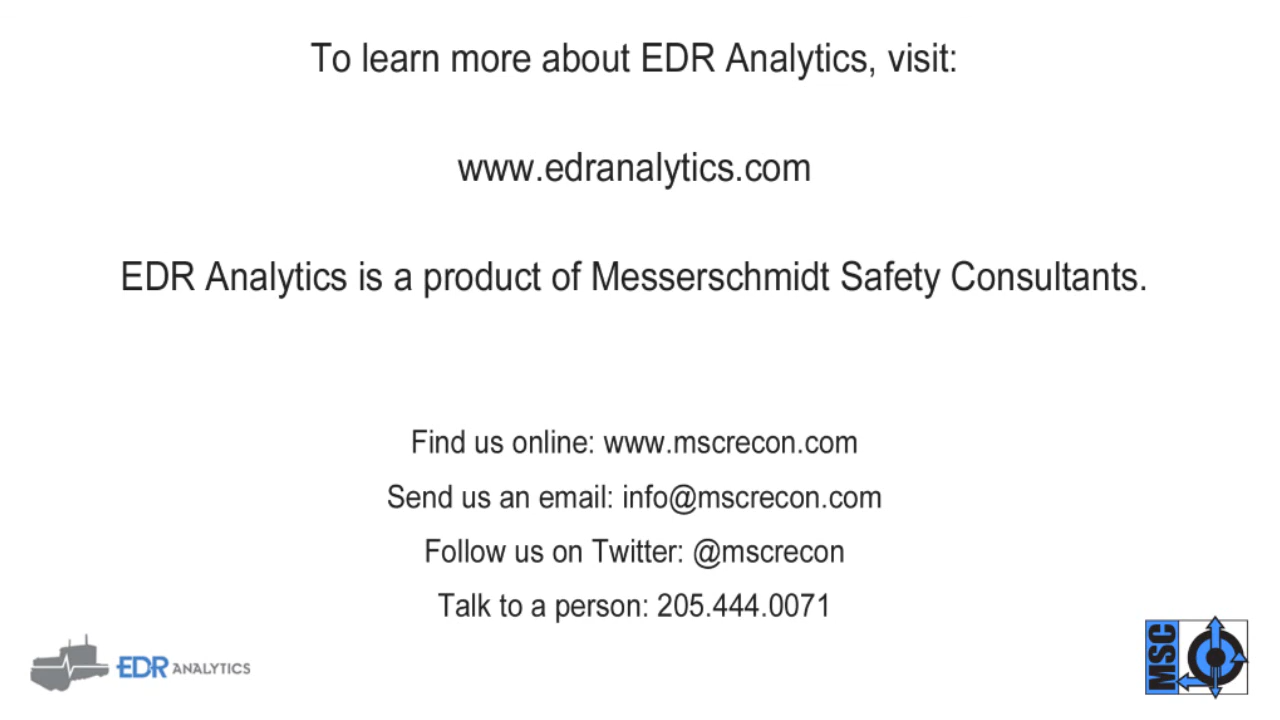 To learn more about EDR Analytics, visit:
www.edranalytics.com
EDR Analytics is a product of Messerschmidt Safety Consultants.
Find us online: www.mscrecon.com
Send us an email: info@mscrecon.com
Follow us on Twitter: @mscrecon
Talk to a person: 205.444.0071
EDR ANALYTICS
MSC